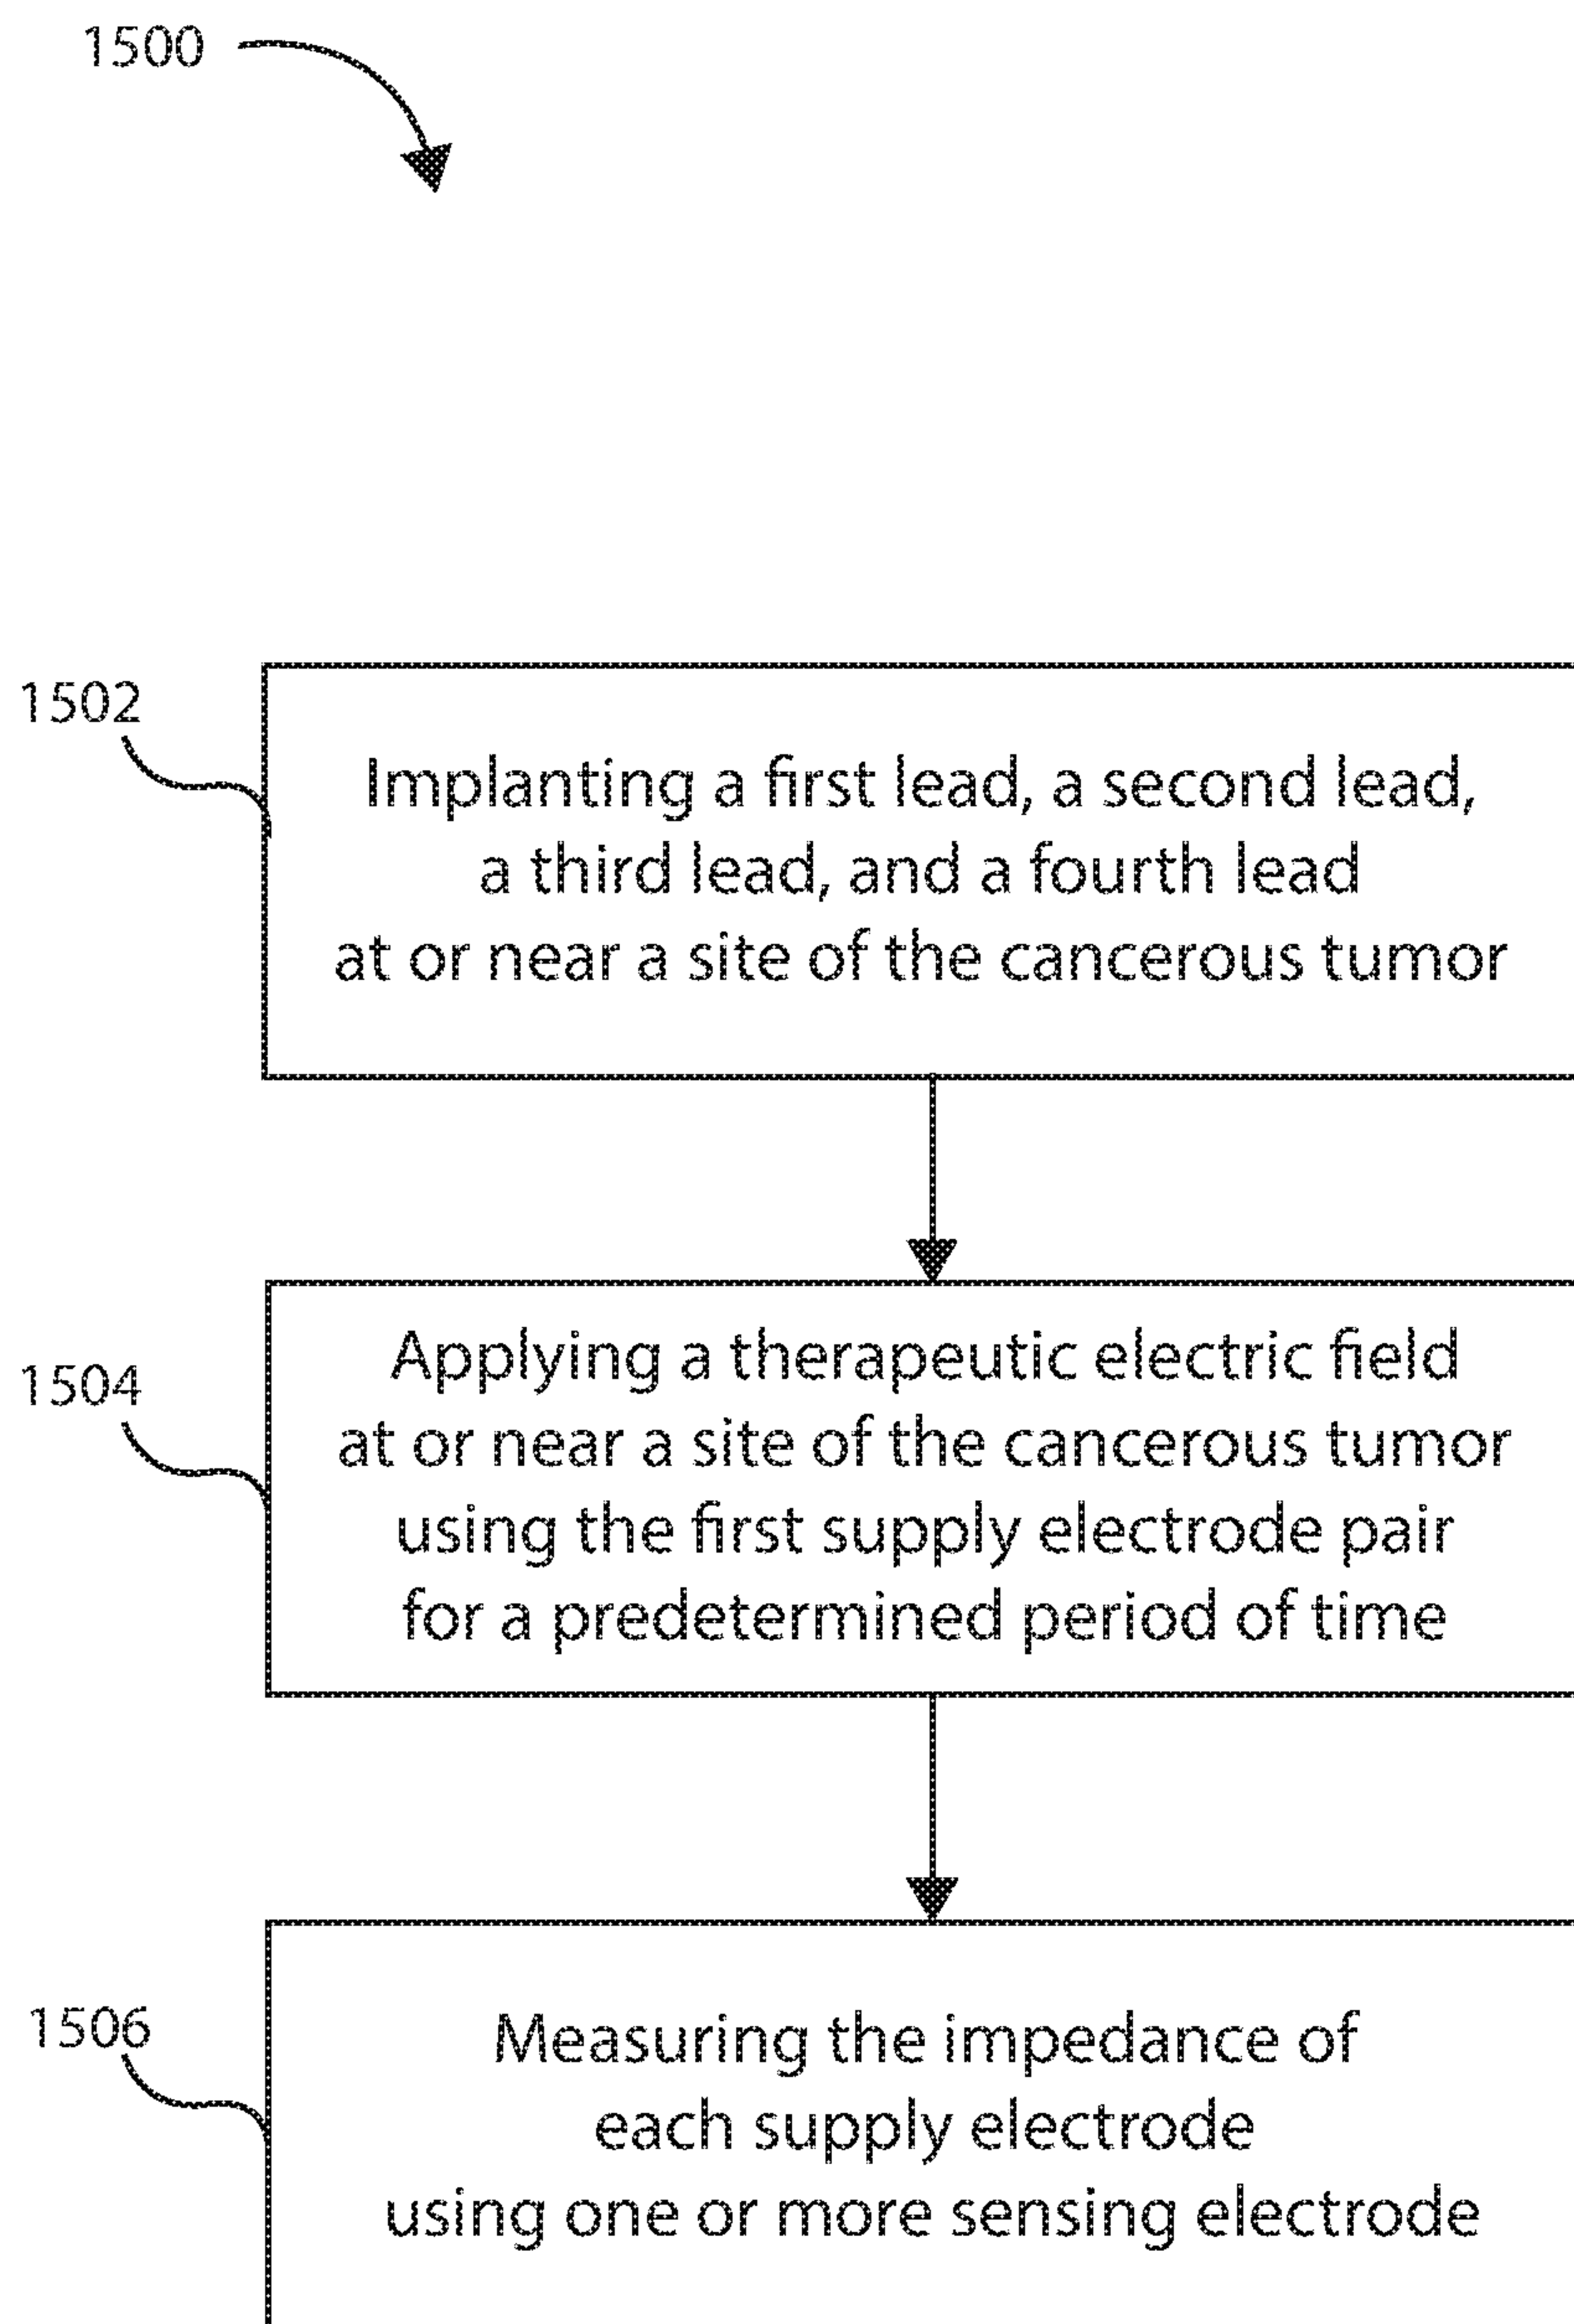 1500
1502
Implanting a first lead, a second lead,
a third lead, and a fourth lead
at or near a site of the cancerous tumor
1504
Applying a therapeutic electric field
at or near a site of the cancerous tumor
using the first supply electrode pair
for a predetermined period of time
1506
Measuring the impedance of
each supply electrode
using one or more sensing electrode